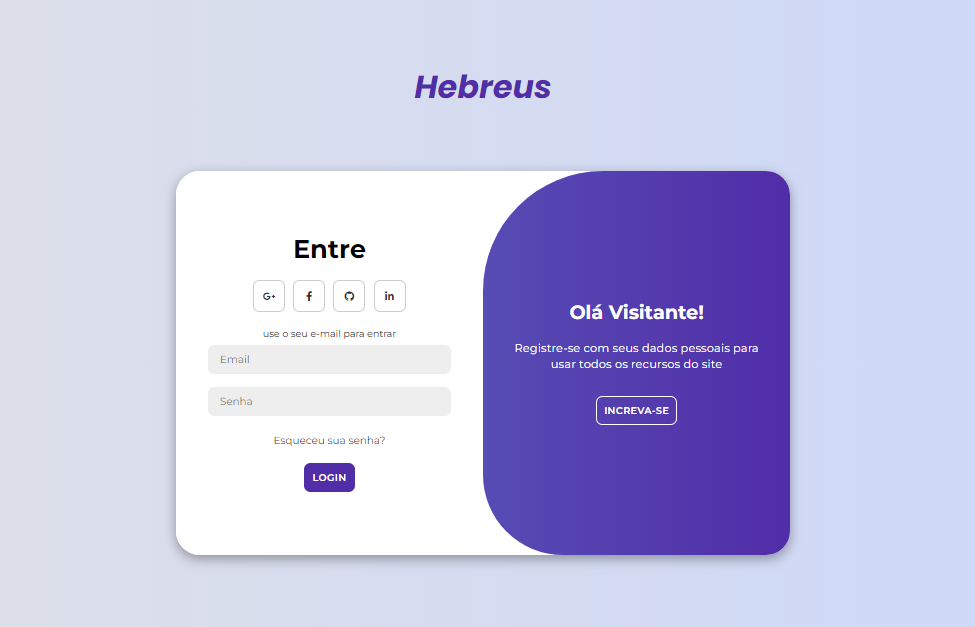 Hebreus
Entre
G+
f
in
use o seu e-mail para entrar
Email
Senha
Esqueceu sua senha?
LOGIN
Olá Visitante!
Registre-se com seus dados pessoais para
usar todos os recursos do site
INCREVA-SE